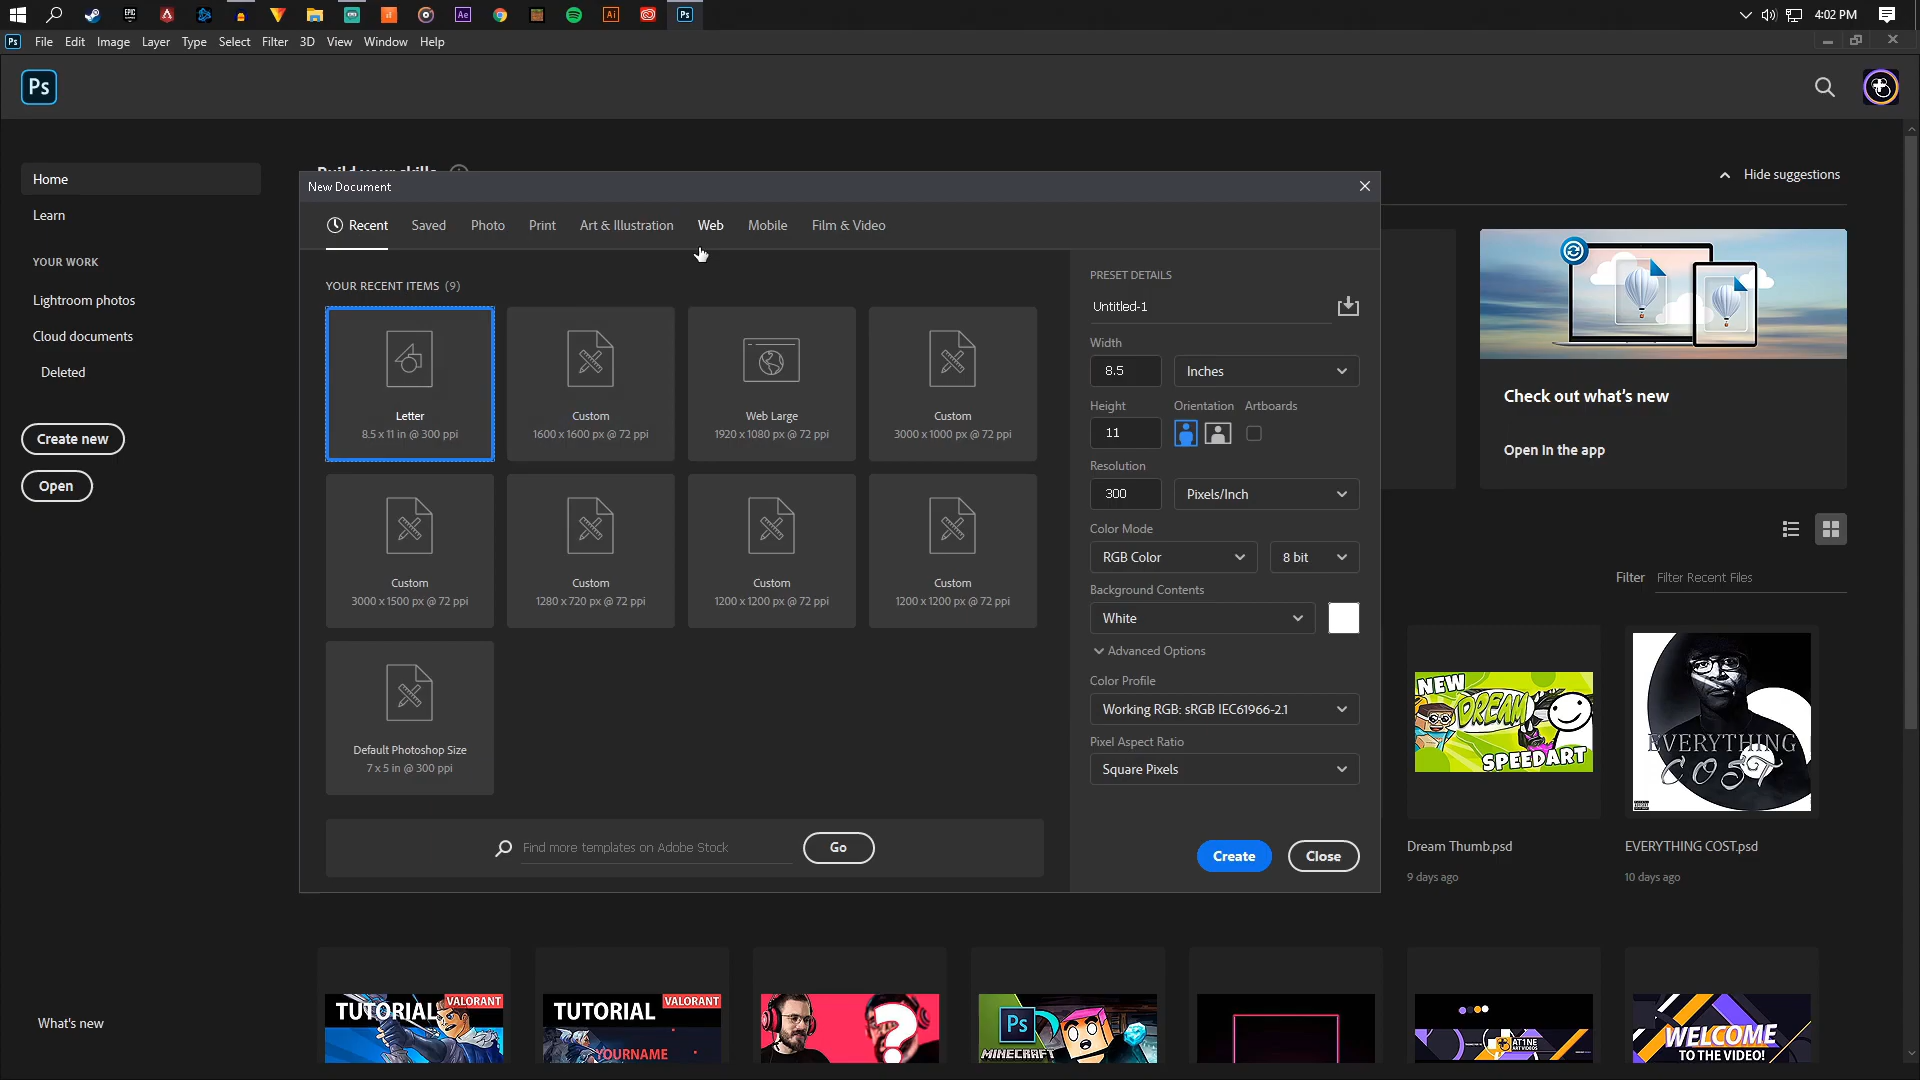 4:02 PM
Ps File Edit Image Layer Type Select Filter 3D View Window Help
Ps
Home
Learn
YOUR WORK
Lightroom photos
Cloud documents
Deleted
Create new
Open
What's new
Hide suggestions
New Document
Recent Saved Photo Print Art & Illustration Web Mobile Film & Video
YOUR RECENT ITEMS (9)
Letter
8.5 x 11 in @ 300 ppi
Custom
1600 x 1600 px @ 72 ppi
Web Large
1920 x 1080 px @ 72 ppi
Custom
3000 x 1000 px @ 72 ppi
Custom
3000 x 1500 px @ 72 ppi
Custom
1280 x 720 px @ 72 ppi
Custom
1200 x 1200 px @ 72 ppi
Custom
1200 x 1200 px @ 72 ppi
Default Photoshop Size
7 x 5 in @ 300 ppi
Find more templates on Adobe Stock
Go
PRESET DETAILS
Untitled-1
Width
8.5 Inches
Height Orientation Artboards
11
Resolution
300 Pixels/Inch
Color Mode
RGB Color 8 bit
Background Contents
White
Advanced Options
Color Profile
Working RGB: sRGB IEC61966-2.1
Pixel Aspect Ratio
Square Pixels
Create Close
Check out what's new
Open in the app
Filter Filter Recent Files
NEW
DREAM
SPEEDART
Dream Thumb.psd
9 days ago
EVERYTHING
COST
EVERYTHING COST.psd
10 days ago
TUTORIAL VALORANT
TUTORIAL VALORANT
YOURNAME
?
Ps
MINECRAFT
AT1NE
WELCOME
TO THE VIDEO!